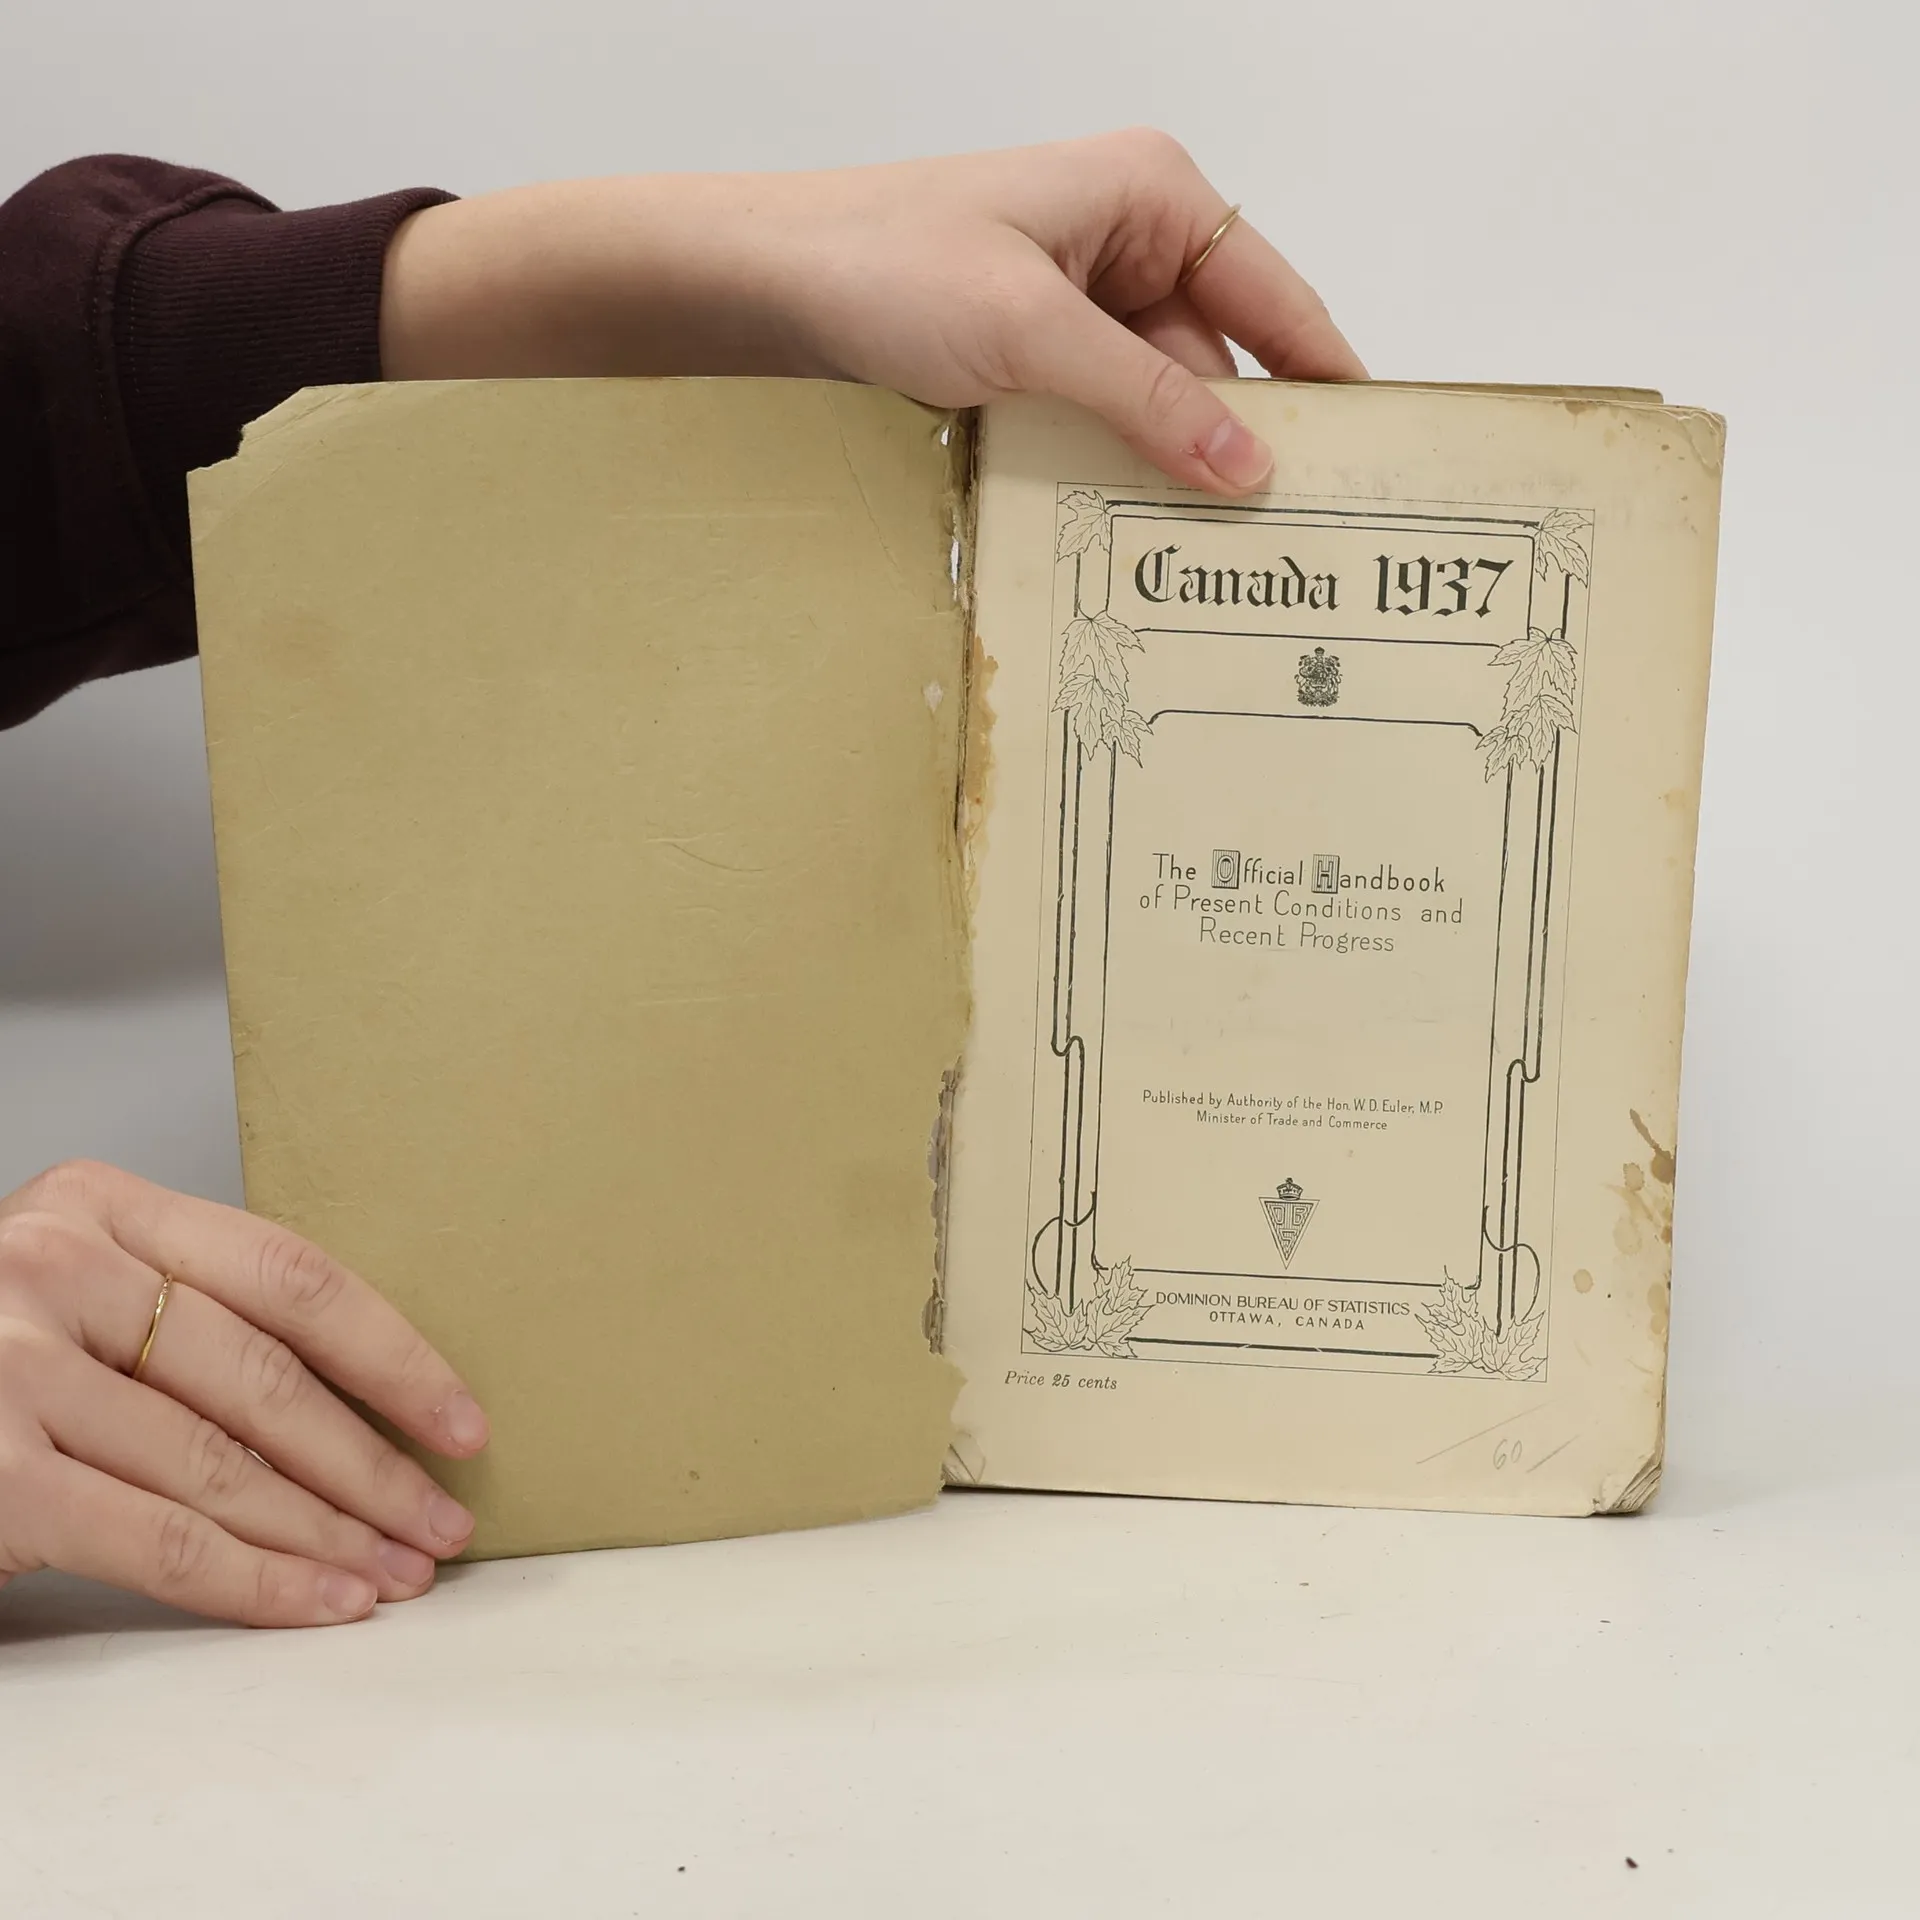 Canada 1937
The Official Handbook
of Present Conditions and
Recent Progress
Published by Authority of the Hon. W. D. Euler, M.P.
Minister of Trade and Commerce
DBS
DOMINION BUREAU OF STATISTICS
OTTAWA, CANADA
Price 25 cents
60